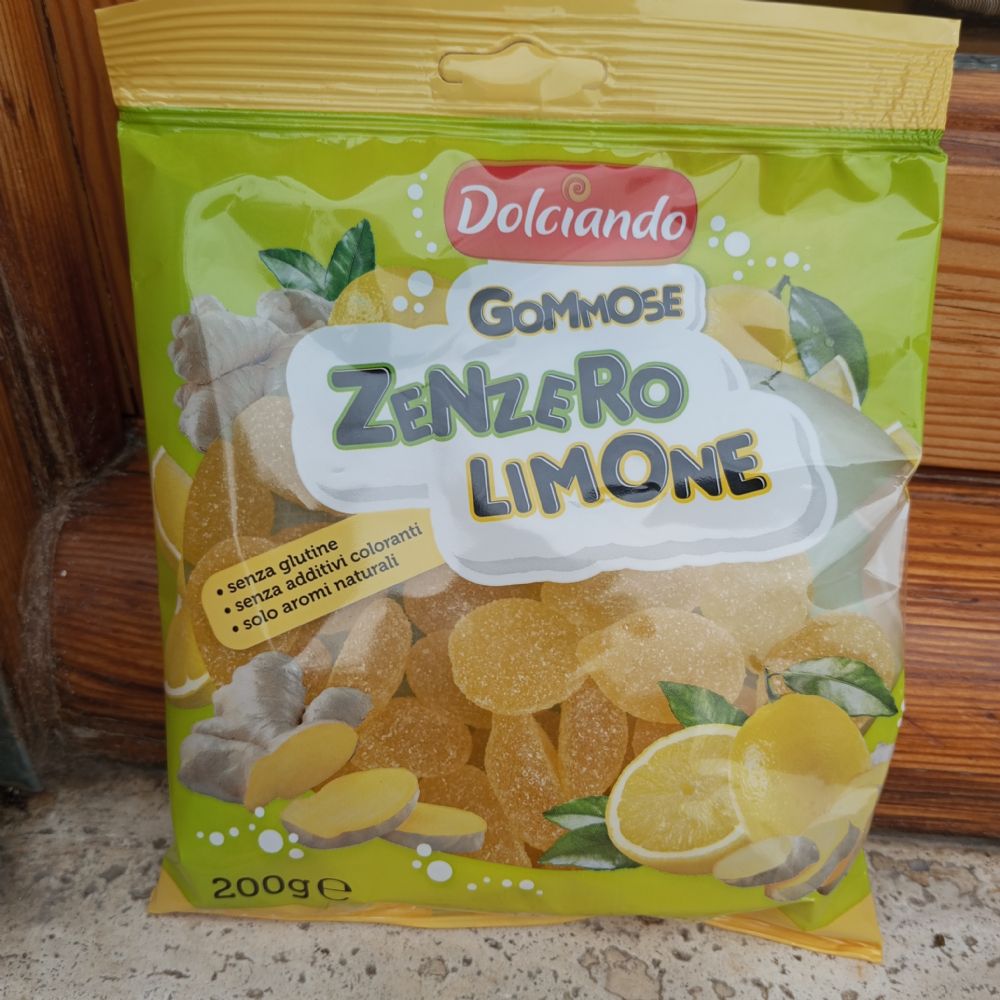 Dolciando
GOMMOSE
ZENZERO
LIMONE
• senza glutine
• senza additivi coloranti
• solo aromi naturali
200g ℮